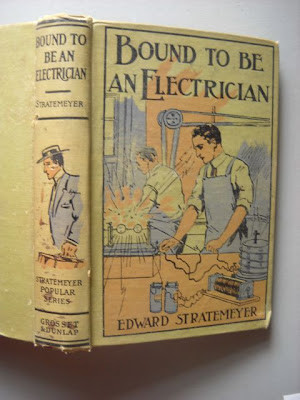 BOUND TO
BE AN
ELECTRICIAN
STRATEMEYER
STRATEMEYER
POPULAR
SERIES
GROSSET
& DUNLAP
BOUND TO BE
AN ELECTRICIAN
EDWARD STRATEMEYER